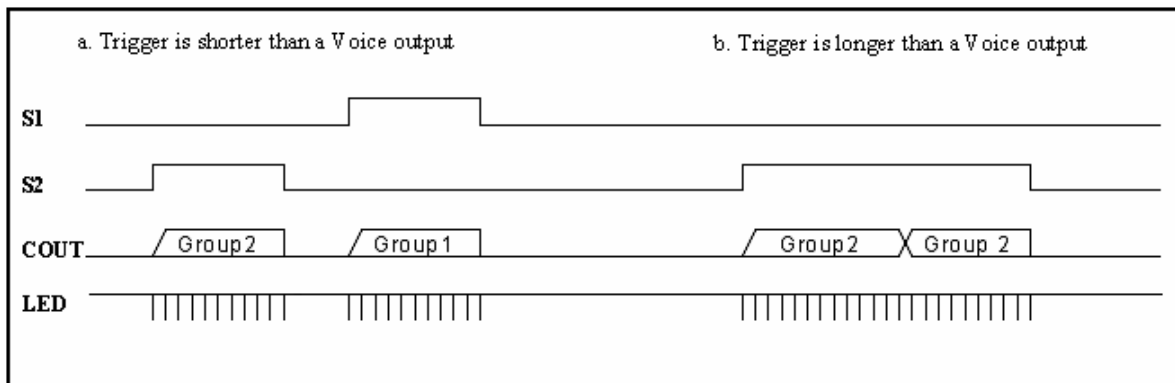 a. Trigger is shorter than a Voice output
b. Trigger is longer than a Voice output
S1
S2
COUT
Group2
Group1
Group2
Group 2
LED